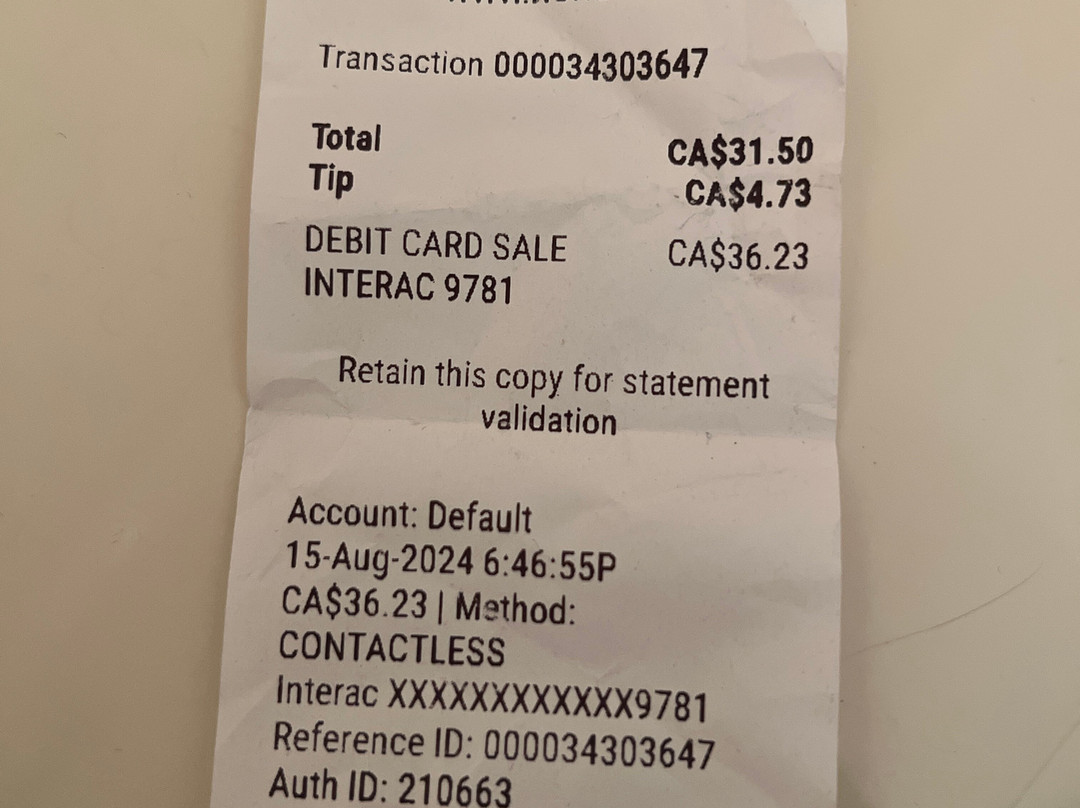 Transaction 000034303647
Total CA$31.50
Tip CA$4.73
DEBIT CARD SALE CA$36.23
INTERAC 9781
Retain this copy for statement
validation
Account: Default
15-Aug-2024 6:46:55P
CA$36.23 | Method:
CONTACTLESS
Interac XXXXXXXXXXXX9781
Reference ID: 000034303647
Auth ID: 210663